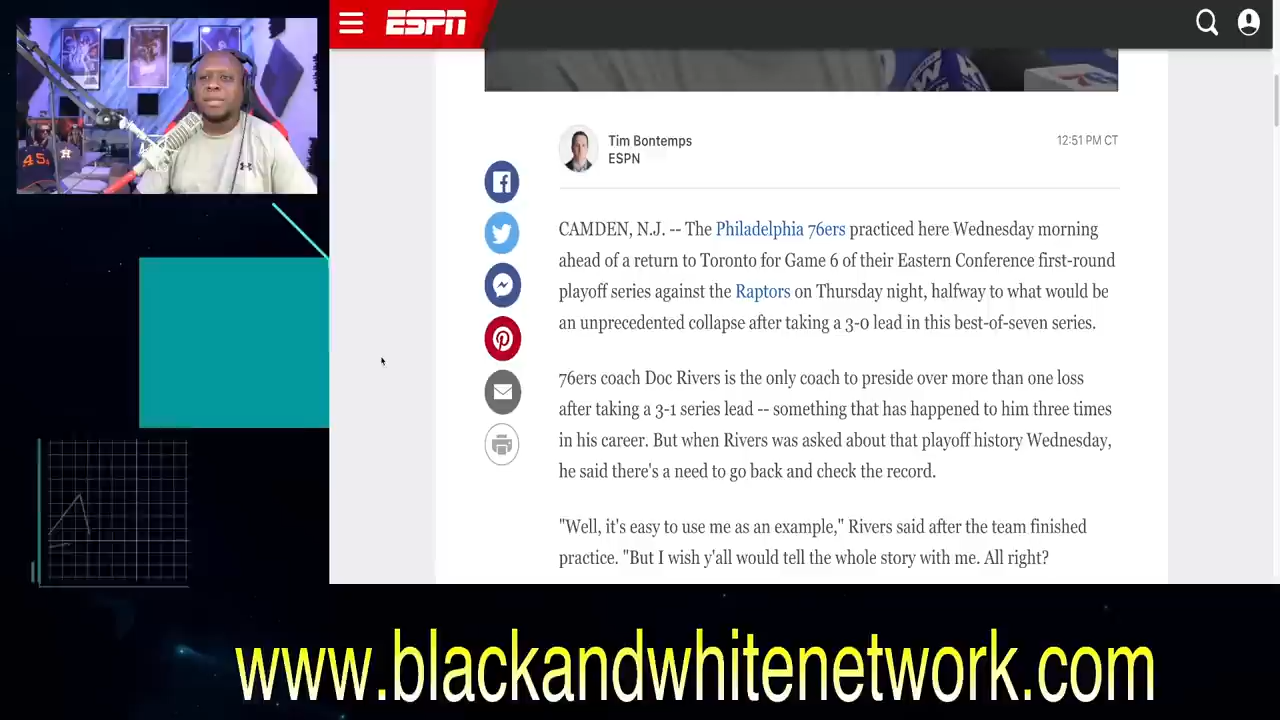 ESPN
Tim Bontemps
ESPN
12:51 PM CT
CAMDEN, N.J. -- The Philadelphia 76ers practiced here Wednesday morning
ahead of a return to Toronto for Game 6 of their Eastern Conference first-round
playoff series against the Raptors on Thursday night, halfway to what would be
an unprecedented collapse after taking a 3-0 lead in this best-of-seven series.
76ers coach Doc Rivers is the only coach to preside over more than one loss
after taking a 3-1 series lead -- something that has happened to him three times
in his career. But when Rivers was asked about that playoff history Wednesday,
he said there's a need to go back and check the record.
"Well, it's easy to use me as an example," Rivers said after the team finished
practice. "But I wish y'all would tell the whole story with me. All right?
45
www.blackandwhitenetwork.com